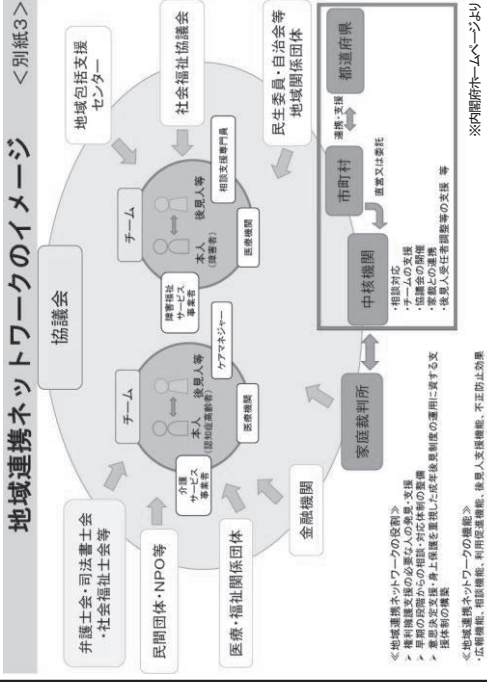 地域連携ネットワークのイメージ <別紙3>
協議会
弁護士会・司法書士会
・社会福祉士会等
民間団体・NPO等
医療・福祉関係団体
金融機関
地域包括支援
センター
社会福祉協議会
民生委員・自治会等
地域関係団体
チーム
本人
(認知症高齢者)
後見人等
介護
サービス
事業者
ケアマネジャー
医療機関
チーム
本人
(障害者)
後見人等
障害福祉
サービス
事業者
相談支援専門員
医療機関
家庭裁判所
中核機関
・相談対応
・チームの支援
・協議会の開催
・家裁との連携
・後見人受任者調整等の支援 等
直営又は委託
市町村
連携・支援
都道府県
≪地域連携ネットワークの役割≫
➢ 権利擁護支援の必要な人の発見・支援
➢ 早期の段階からの相談・対応体制の整備
➢ 意思決定支援・身上保護を重視した成年後見制度の運用に資する支
援体制の構築
≪地域連携ネットワークの機能≫
・広報機能、相談機能、利用促進機能、後見人支援機能、不正防止効果
※内閣府ホームページより